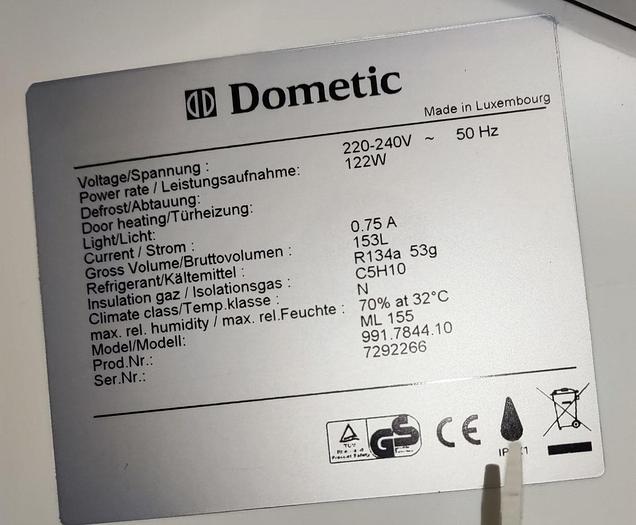 Dometic
Made in Luxembourg
Voltage/Spannung : 220-240V ~ 50 Hz
Power rate / Leistungsaufnahme: 122W
Defrost/Abtauung:
Door heating/Türheizung:
Light/Licht:
Current / Strom : 0.75 A
Gross Volume/Bruttovolumen : 153L
Refrigerant/Kältemittel : R134a 53g
Insulation gaz / Isolationsgas : C5H10
Climate class/Temp.klasse : N
max. rel. humidity / max. rel.Feuchte : 70% at 32°C
Model/Modell: ML 155
Prod.Nr.: 991.7844.10
Ser.Nr.: 7292266
TÜV
GS
CE